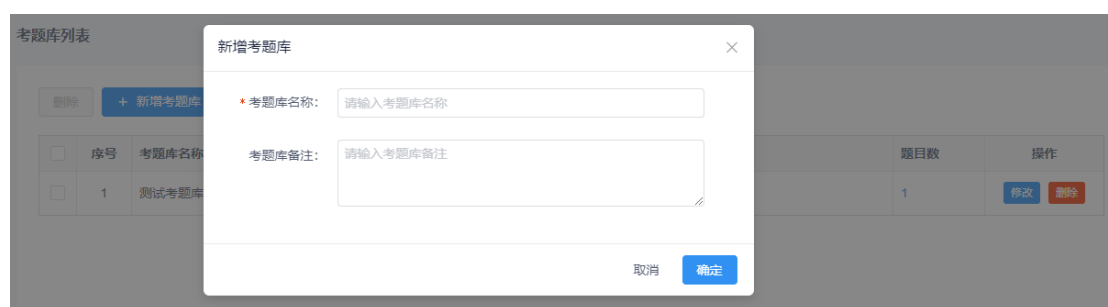 考题库列表
新增考题库
删除
+ 新增考题库
* 考题库名称：
请输入考题库名称
序号
考题库名称
考题库备注：
请输入考题库备注
题目数
操作
1
测试考题库
1
修改
删除
取消
确定